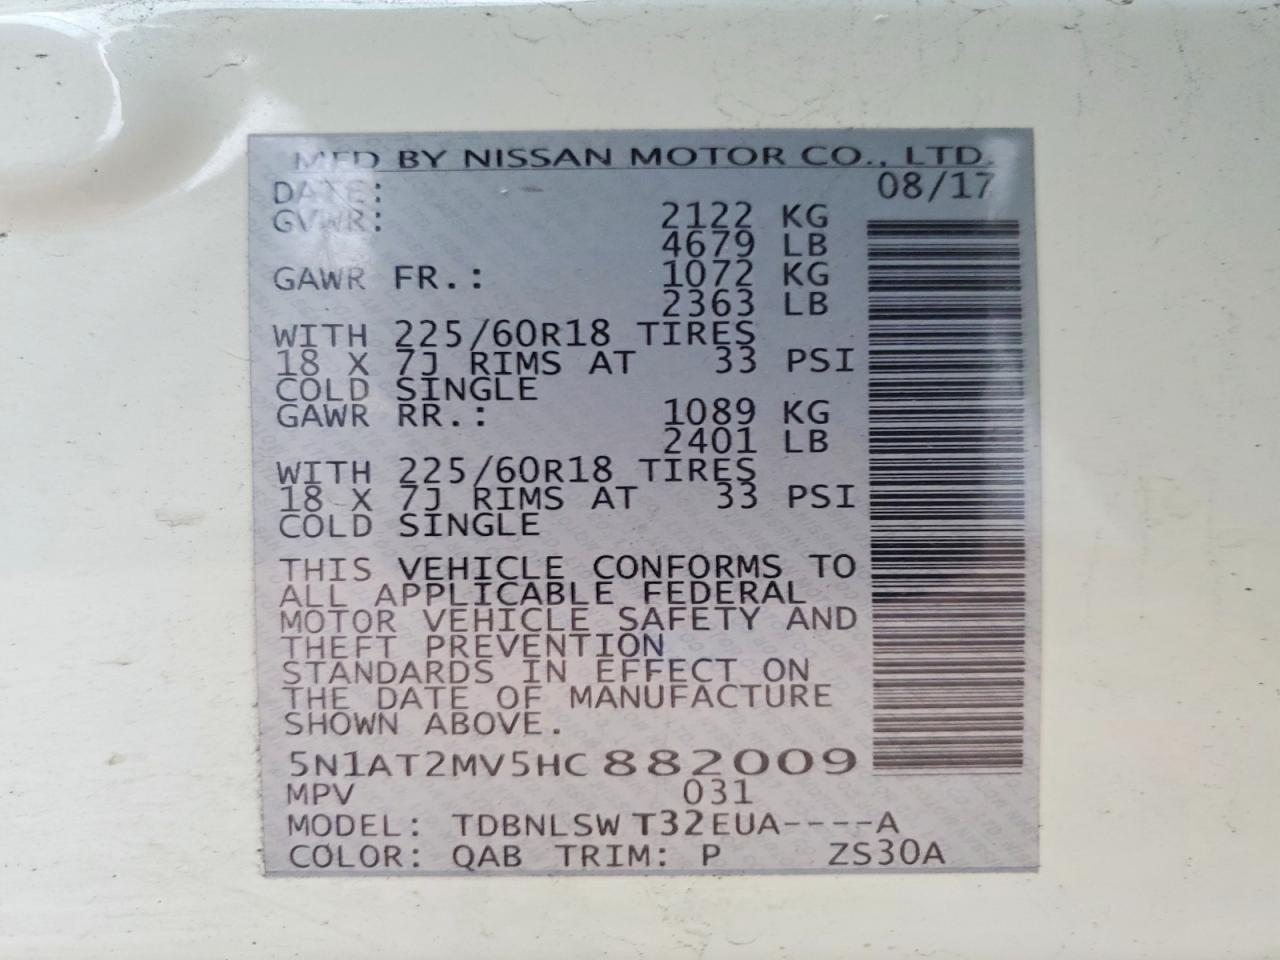 MFD BY NISSAN MOTOR CO., LTD.
DATE: 08/17
GVWR: 2122 KG
4679 LB
GAWR FR.: 1072 KG
2363 LB
WITH 225/60R18 TIRES
18 X 7J RIMS AT 33 PSI
COLD SINGLE
GAWR RR.: 1089 KG
2401 LB
WITH 225/60R18 TIRES
18 X 7J RIMS AT 33 PSI
COLD SINGLE
THIS VEHICLE CONFORMS TO
ALL APPLICABLE FEDERAL
MOTOR VEHICLE SAFETY AND
THEFT PREVENTION
STANDARDS IN EFFECT ON
THE DATE OF MANUFACTURE
SHOWN ABOVE.
5N1AT2MV5HC882009
MPV 031
MODEL: TDBNLSW T32EUA----A
COLOR: QAB TRIM: P ZS30A